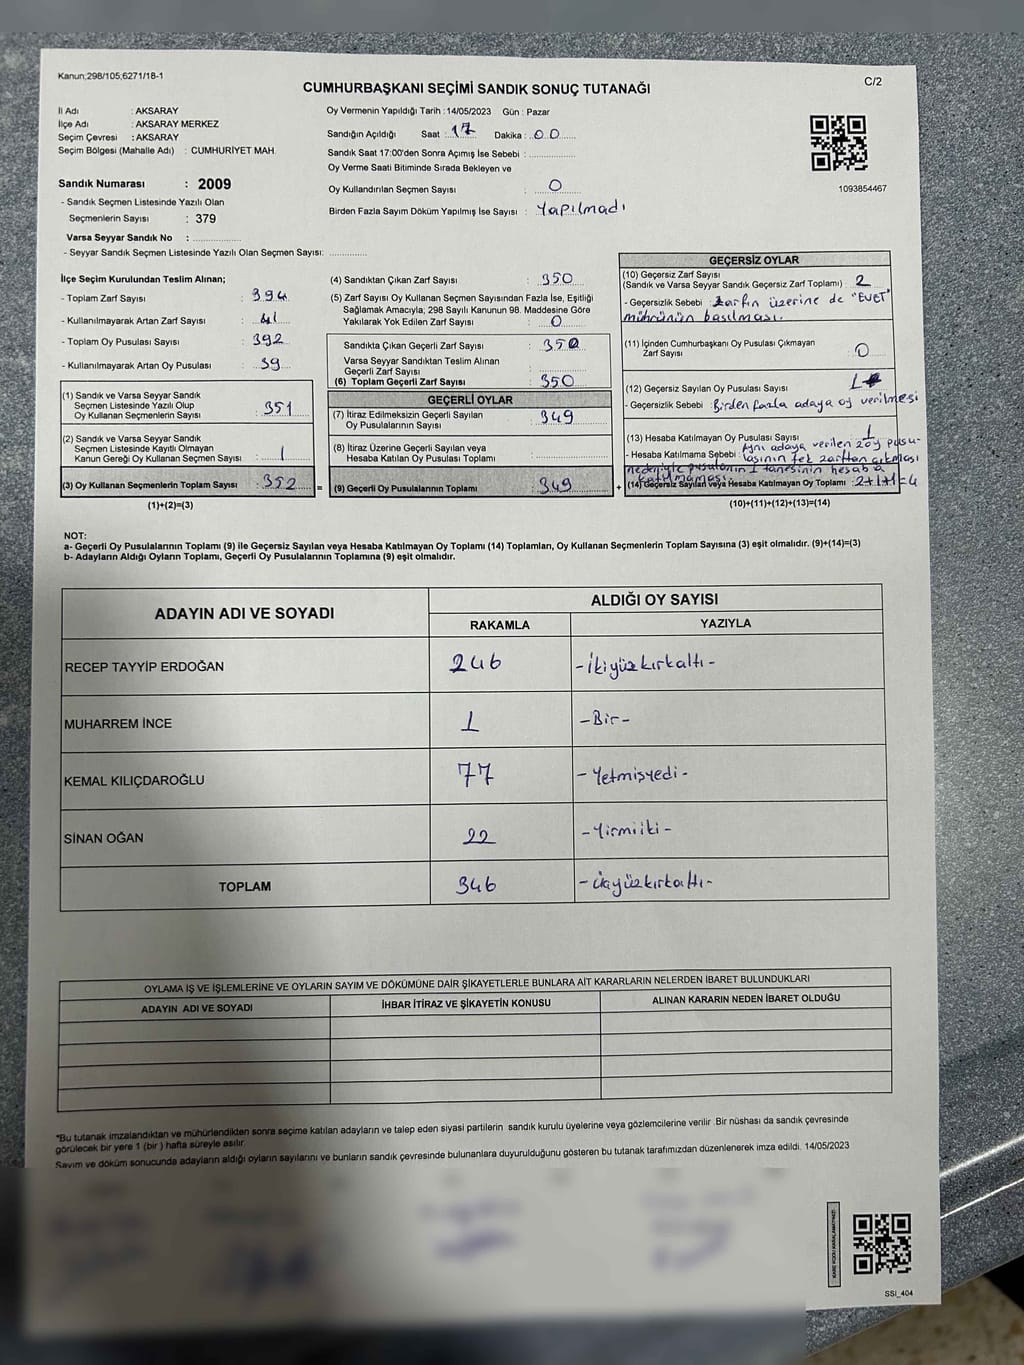 Kanun;298/105,6271/18-1
C/2
CUMHURBAŞKANI SEÇİMİ SANDIK SONUÇ TUTANAĞI
İl Adı : AKSARAY
İlçe Adı : AKSARAY MERKEZ
Seçim Çevresi : AKSARAY
Seçim Bölgesi (Mahalle Adı) : CUMHURİYET MAH.
Sandık Numarası : 2009
- Sandık Seçmen Listesinde Yazılı Olan
Seçmenlerin Sayısı : 379
Varsa Seyyar Sandık No :
- Seyyar Sandık Seçmen Listesinde Yazılı Olan Seçmen Sayısı:
Oy Vermenin Yapıldığı Tarih : 14/05/2023 Gün : Pazar
Sandığın Açıldığı Saat : 17 Dakika : 00
Sandık Saat 17:00'den Sonra Açımış İse Sebebi :
Oy Verme Saati Bitiminde Sırada Bekleyen ve
Oy Kullandırılan Seçmen Sayısı : 0
Birden Fazla Sayım Döküm Yapılmış İse Sayısı : Yapılmadı
1093854467
İlçe Seçim Kurulundan Teslim Alınan;
- Toplam Zarf Sayısı : 394
- Kullanılmayarak Artan Zarf Sayısı : 41
- Toplam Oy Pusulası Sayısı : 392
- Kullanılmayarak Artan Oy Pusulası : 39
(1) Sandık ve Varsa Seyyar Sandık
Seçmen Listesinde Yazılı Olup
Oy Kullanan Seçmenlerin Sayısı : 351
(2) Sandık ve Varsa Seyyar Sandık
Seçmen Listesinde Kayıtlı Olmayan
Kanun Gereği Oy Kullanan Seçmen Sayısı : 1
(3) Oy Kullanan Seçmenlerin Toplam Sayısı : 352
(1)+(2)=(3)
(4) Sandıktan Çıkan Zarf Sayısı : 350
(5) Zarf Sayısı Oy Kullanan Seçmen Sayısından Fazla İse, Eşitliği
Sağlamak Amacıyla, 298 Sayılı Kanunun 98. Maddesine Göre
Yakılarak Yok Edilen Zarf Sayısı : 0
Sandıkta Çıkan Geçerli Zarf Sayısı : 350
Varsa Seyyar Sandıktan Teslim Alınan
Geçerli Zarf Sayısı :
(6) Toplam Geçerli Zarf Sayısı : 350
GEÇERLİ OYLAR
(7) İtiraz Edilmeksizin Geçerli Sayılan
Oy Pusulalarının Sayısı : 349
(8) İtiraz Üzerine Geçerli Sayılan veya
Hesaba Katılan Oy Pusulası Toplamı :
= (9) Geçerli Oy Pusulalarının Toplamı : 349 +
GEÇERSİZ OYLAR
(10) Geçersiz Zarf Sayısı
(Sandık ve Varsa Seyyar Sandık Geçersiz Zarf Toplamı) : 2
- Geçersizlik Sebebi : Zarfın üzerine de "EVET"
mührünün basılması.
(11) İçinden Cumhurbaşkanı Oy Pusulası Çıkmayan
Zarf Sayısı : 0
(12) Geçersiz Sayılan Oy Pusulası Sayısı : 1
- Geçersizlik Sebebi : Birden fazla adaya oy verilmesi
(13) Hesaba Katılmayan Oy Pusulası Sayısı : 1
- Hesaba Katılmama Sebebi : Aynı adaya verilen 2 oy pusu-
lasının tek zarftan çıkması
nedeniyle pusulanın 1 tanesinin hesaba
katılmaması.
(14) Geçersiz Sayılan veya Hesaba Katılmayan Oy Toplamı : 2+1+1=4
(10)+(11)+(12)+(13)=(14)
NOT:
a- Geçerli Oy Pusulalarının Toplamı (9) ile Geçersiz Sayılan veya Hesaba Katılmayan Oy Toplamı (14) Toplamları, Oy Kullanan Seçmenlerin Toplam Sayısına (3) eşit olmalıdır. (9)+(14)=(3)
b- Adayların Aldığı Oyların Toplamı, Geçerli Oy Pusulalarının Toplamına (9) eşit olmalıdır.
ADAYIN ADI VE SOYADI ALDIĞI OY SAYISI
RAKAMLA YAZIYLA
RECEP TAYYİP ERDOĞAN 246 -İkiyüzkırkaltı-
MUHARREM İNCE 1 -Bir-
KEMAL KILIÇDAROĞLU 77 -Yetmişyedi-
SİNAN OĞAN 22 -Yirmiiki-
TOPLAM 346 -üçyüzkırkaltı-
OYLAMA İŞ VE İŞLEMLERİNE VE OYLARIN SAYIM VE DÖKÜMÜNE DAİR ŞİKAYETLERLE BUNLARA AİT KARARLARIN NELERDEN İBARET BULUNDUKLARI
ADAYIN ADI VE SOYADI İHBAR İTİRAZ VE ŞİKAYETİN KONUSU ALINAN KARARIN NEDEN İBARET OLDUĞU
*Bu tutanak imzalandıktan ve mühürlendikten sonra seçime katılan adayların ve talep eden siyasi partilerin sandık kurulu üyelerine veya gözlemcilerine verilir .Bir nüshası da sandık çevresinde
görülecek bir yere 1 (bir ) hafta süreyle asılır.
Sayım ve döküm sonucunda adayların aldığı oyların sayılarını ve bunların sandık çevresinde bulunanlara duyurulduğunu gösteren bu tutanak tarafımızdan düzenlenerek imza edildi. 14/05/2023
SSI_404